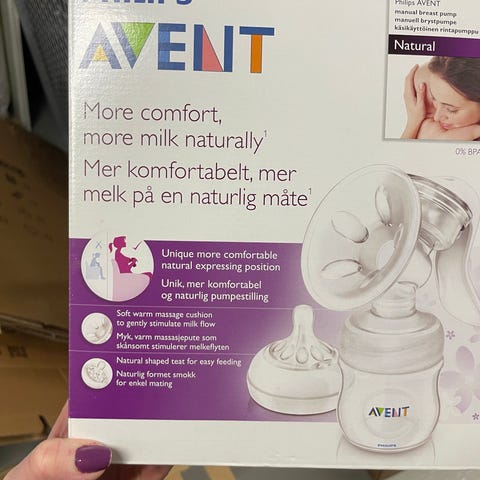 PHILIPS
AVENT
Philips AVENT
manual breast pump
manuell brystpumpe
käsikäyttöinen rintapumppu
Natural
0% BPA
More comfort,
more milk naturally¹
Mer komfortabelt, mer
melk på en naturlig måte¹
Unique more comfortable
natural expressing position
Unik, mer komfortabel
og naturlig pumpestilling
Soft warm massage cushion
to gently stimulate milk flow
Myk, varm massasjepute som
skånsomt stimulerer melkeflyten
Natural shaped teat for easy feeding
Naturlig formet smokk
for enkel mating
AVENT
PHILIPS